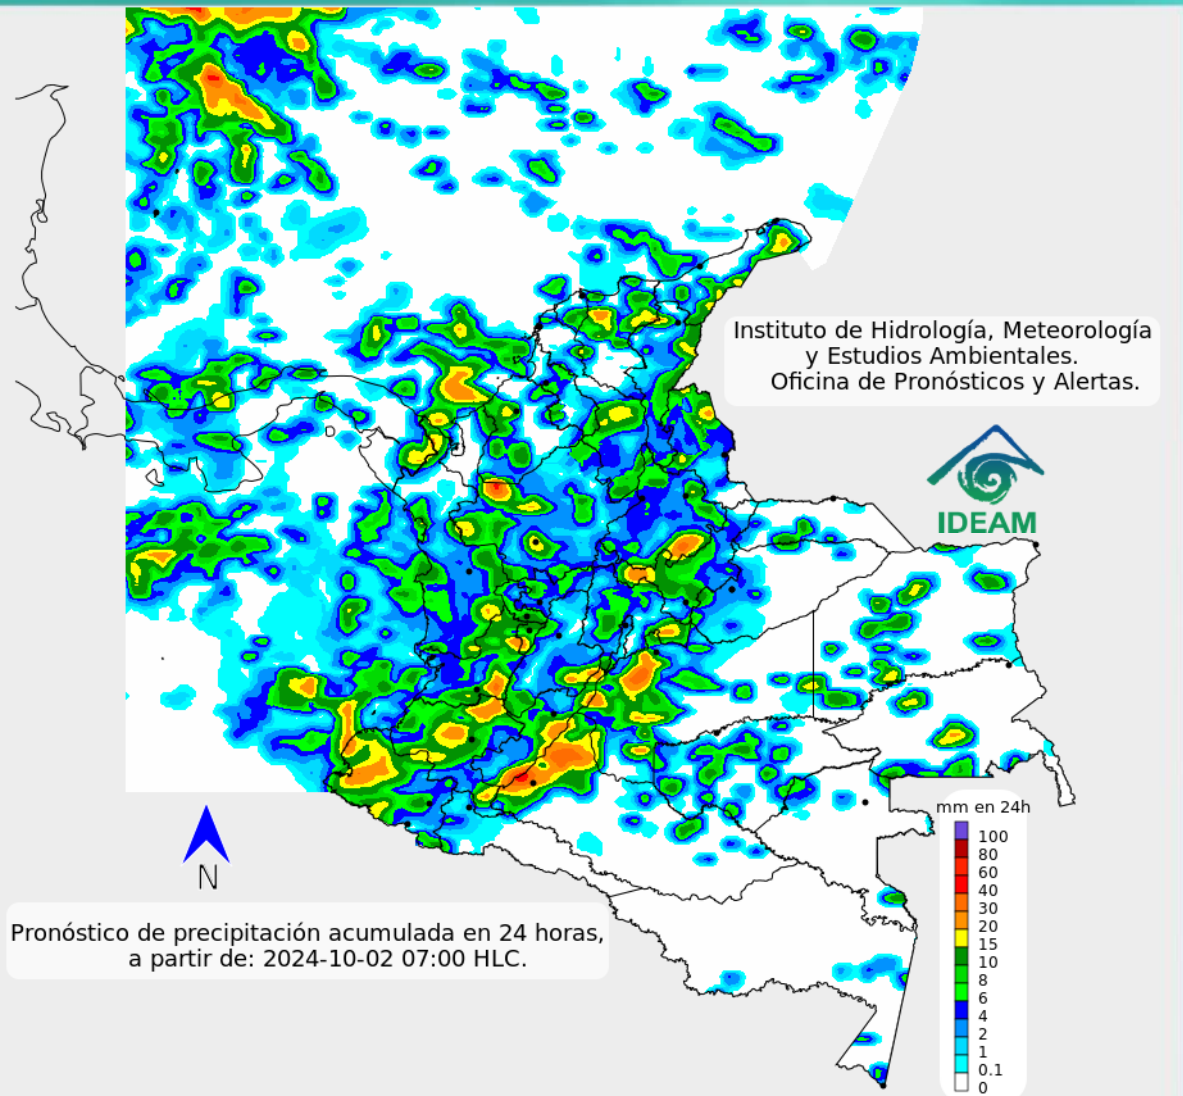 Instituto de Hidrología, Meteorología
y Estudios Ambientales.
Oficina de Pronósticos y Alertas.
IDEAM
mm en 24h
100
80
60
40
30
20
15
10
8
6
4
2
1
0.1
0
N
Pronóstico de precipitación acumulada en 24 horas,
a partir de: 2024-10-02 07:00 HLC.